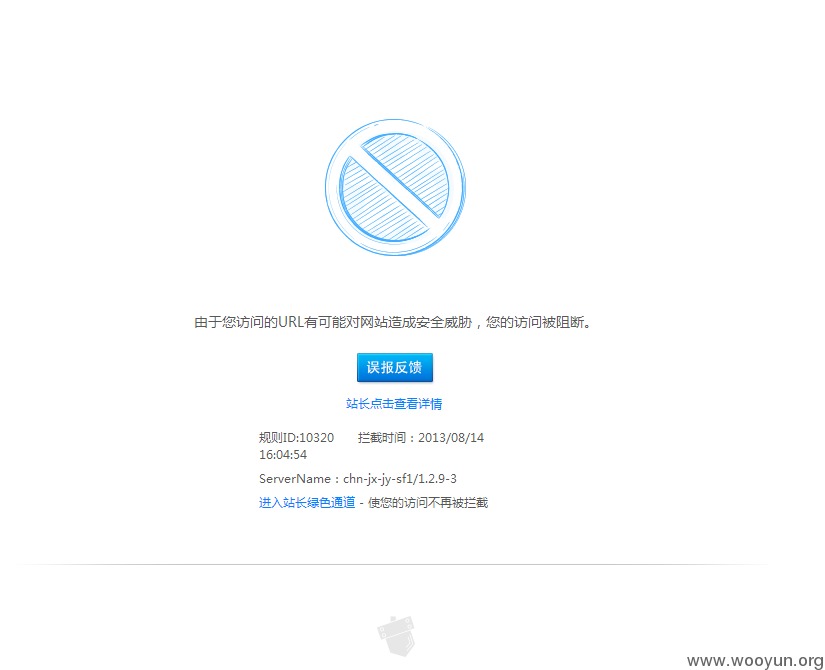 由于您访问的URL有可能对网站造成安全威胁，您的访问被阻断。
误报反馈
站长点击查看详情
规则ID:10320 拦截时间：2013/08/14
16:04:54
ServerName：chn-jx-jy-sf1/1.2.9-3
进入站长绿色通道 - 使您的访问不再被拦截
www.wooyun.org